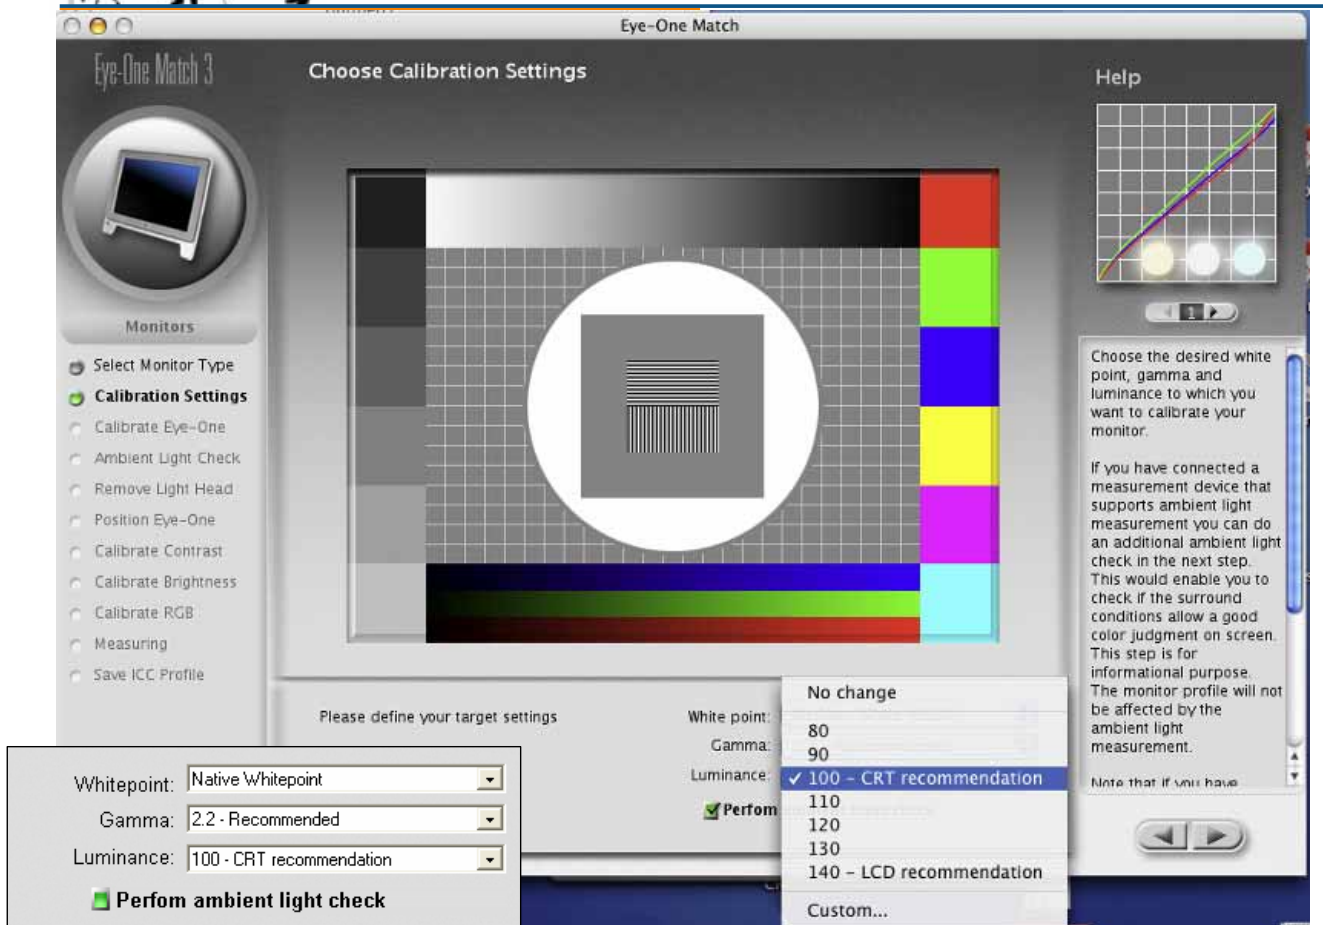 Eye-One Match
Eye-One Match 3
Choose Calibration Settings
Help
Monitors
Select Monitor Type
Calibration Settings
Calibrate Eye-One
Ambient Light Check
Remove Light Head
Position Eye-One
Calibrate Contrast
Calibrate Brightness
Calibrate RGB
Measuring
Save ICC Profile
1
Choose the desired white
point, gamma and
luminance to which you
want to calibrate your
monitor.
If you have connected a
measurement device that
supports ambient light
measurement you can do
an additional ambient light
check in the next step.
This would enable you to
check if the surround
conditions allow a good
color judgment on screen.
This step is for
informational purpose.
The monitor profile will not
be affected by the
ambient light
measurement.
Note that if you have
Please define your target settings
White point:
Gamma:
Luminance:
Perfom
No change
80
90
✓ 100 - CRT recommendation
110
120
130
140 - LCD recommendation
Custom...
Whitepoint: Native Whitepoint
Gamma: 2.2 - Recommended
Luminance: 100 - CRT recommendation
Perfom ambient light check